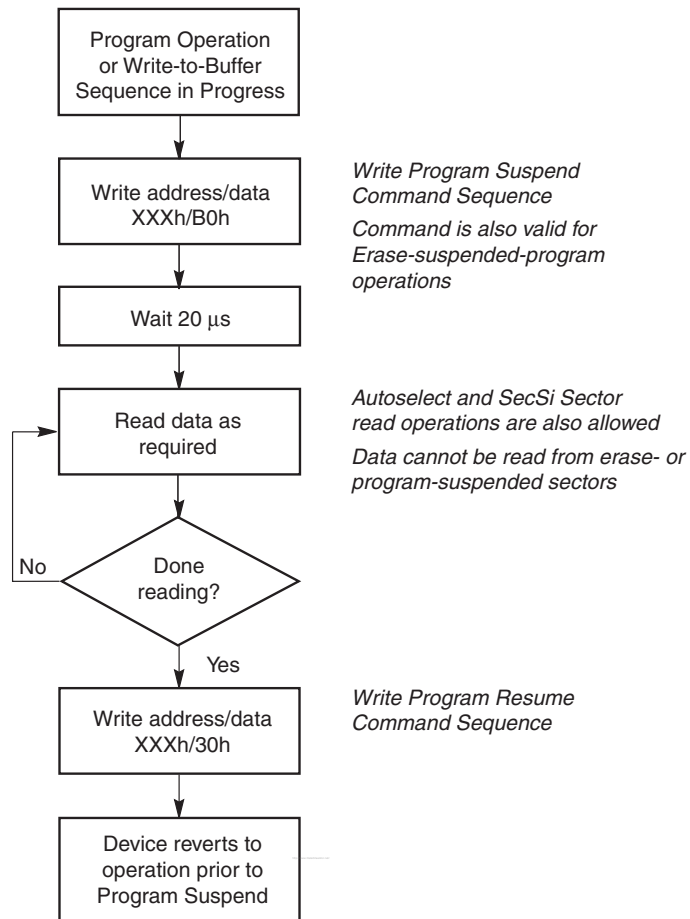 Program Operation
or Write-to-Buffer
Sequence in Progress
Write address/data
XXXh/B0h
Write Program Suspend
Command Sequence
Command is also valid for
Erase-suspended-program
operations
Wait 20 μs
Read data as
required
Autoselect and SecSi Sector
read operations are also allowed
Data cannot be read from erase- or
program-suspended sectors
No
Done
reading?
Yes
Write address/data
XXXh/30h
Write Program Resume
Command Sequence
Device reverts to
operation prior to
Program Suspend